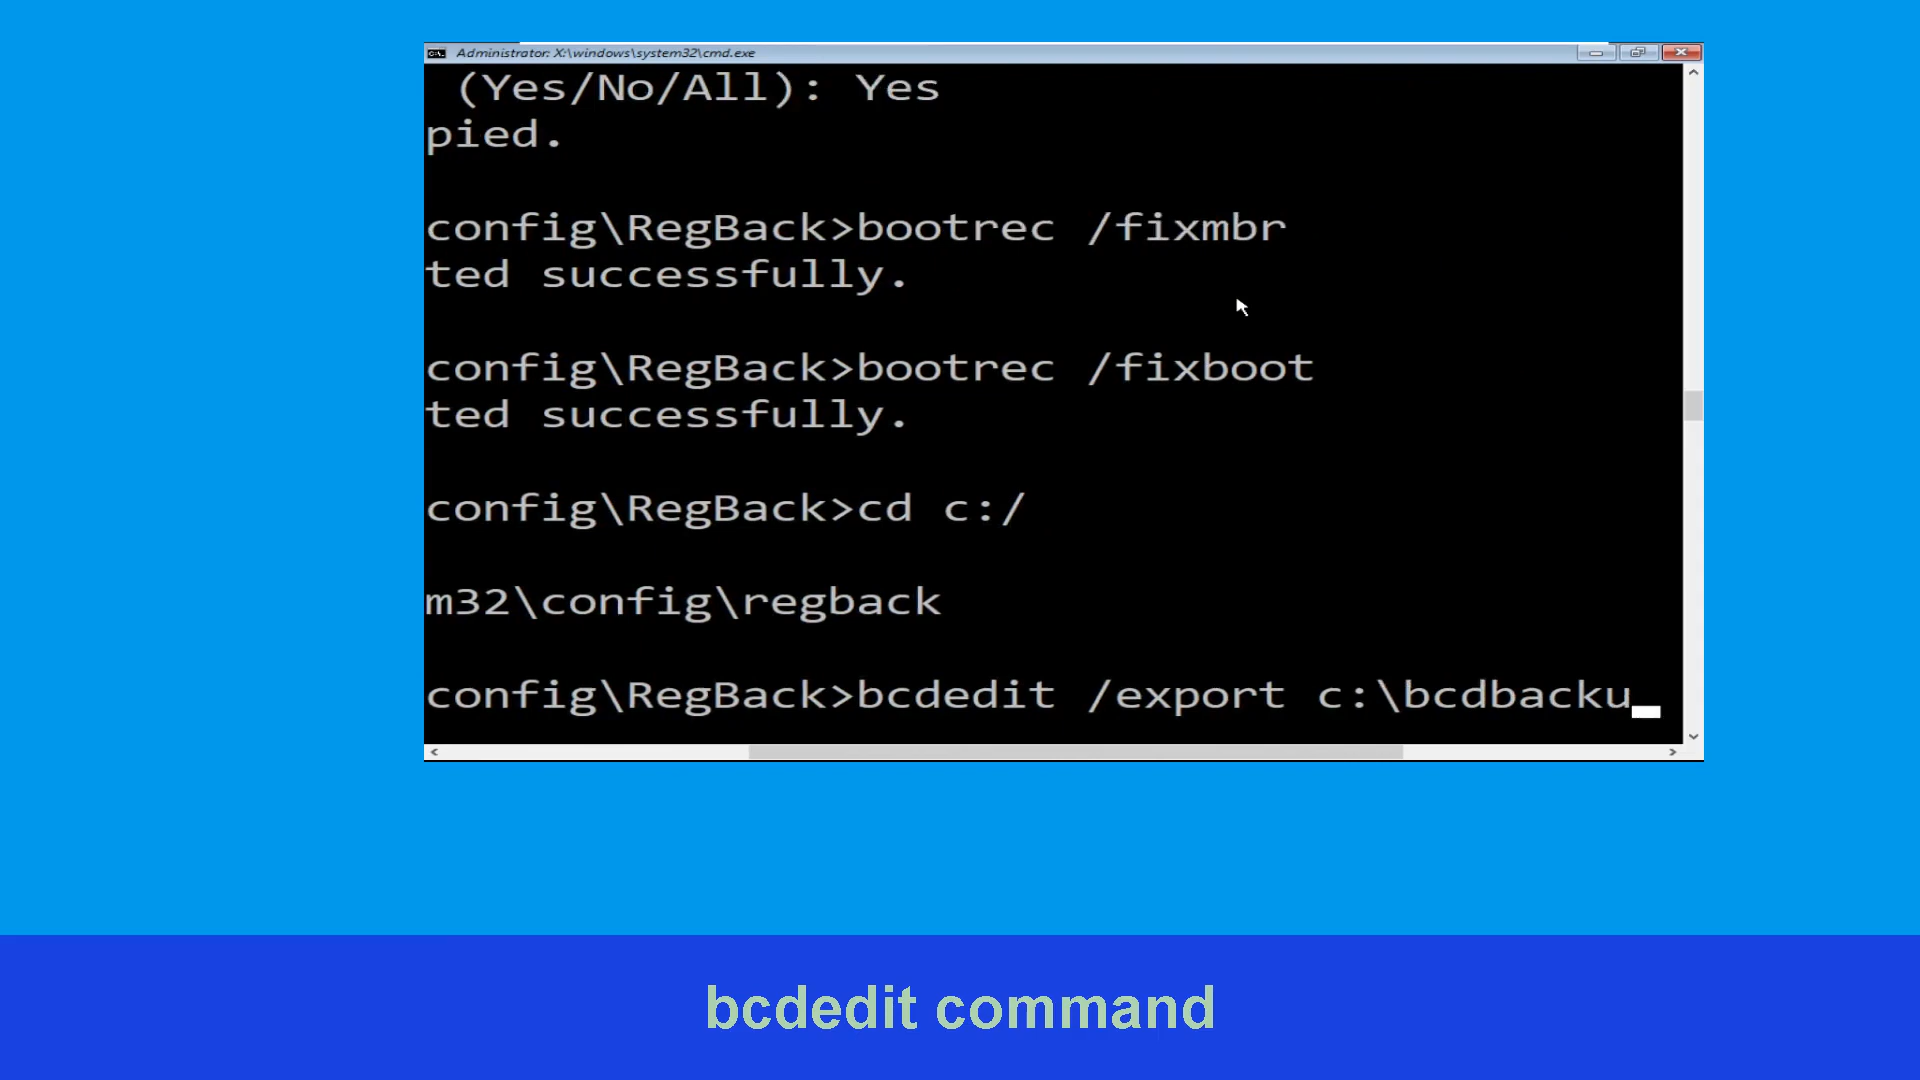 Administrator: X:\windows\system32\cmd.exe
(Yes/No/All): Yes
pied.
config\RegBack>bootrec /fixmbr
ted successfully.
config\RegBack>bootrec /fixboot
ted successfully.
config\RegBack>cd c:/
m32\config\regback
config\RegBack>bcdedit /export c:\bcdbacku
bcdedit command